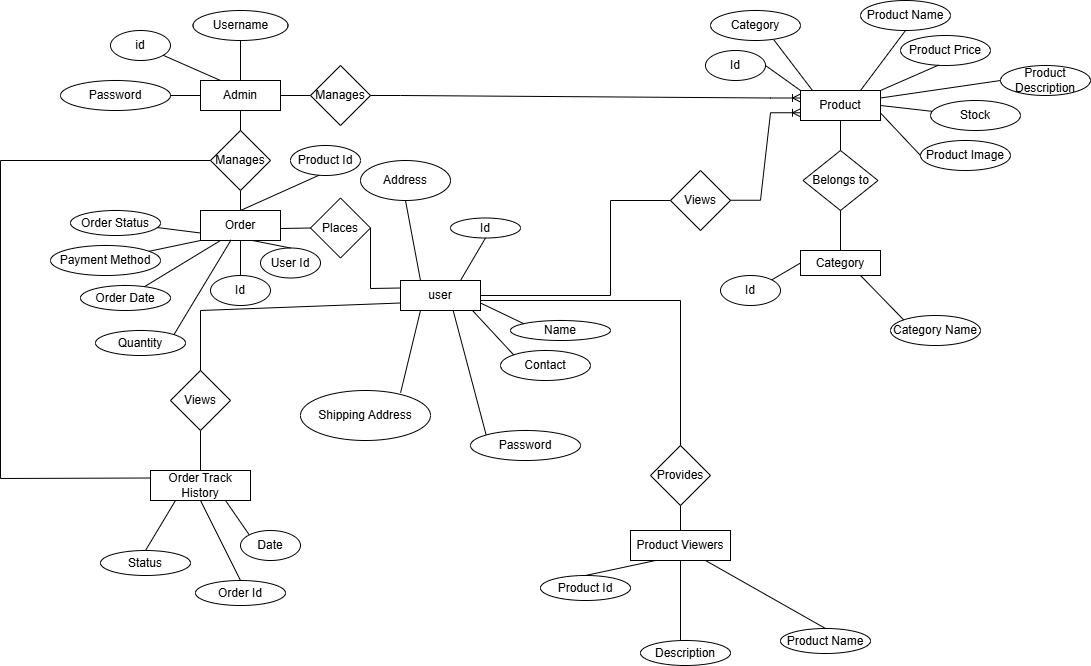 Username
Category
Product Name
id
Product Price
Id
Product
Description
Password
Admin
Manages
Product
Stock
Product Image
Manages
Product Id
Address
Belongs to
Views
Order Status
Order
Places
Id
Payment Method
User Id
Category
Order Date
Id
user
Id
Name
Category Name
Quantity
Contact
Views
Shipping Address
Password
Order Track
History
Provides
Date
Product Viewers
Status
Product Id
Order Id
Product Name
Description